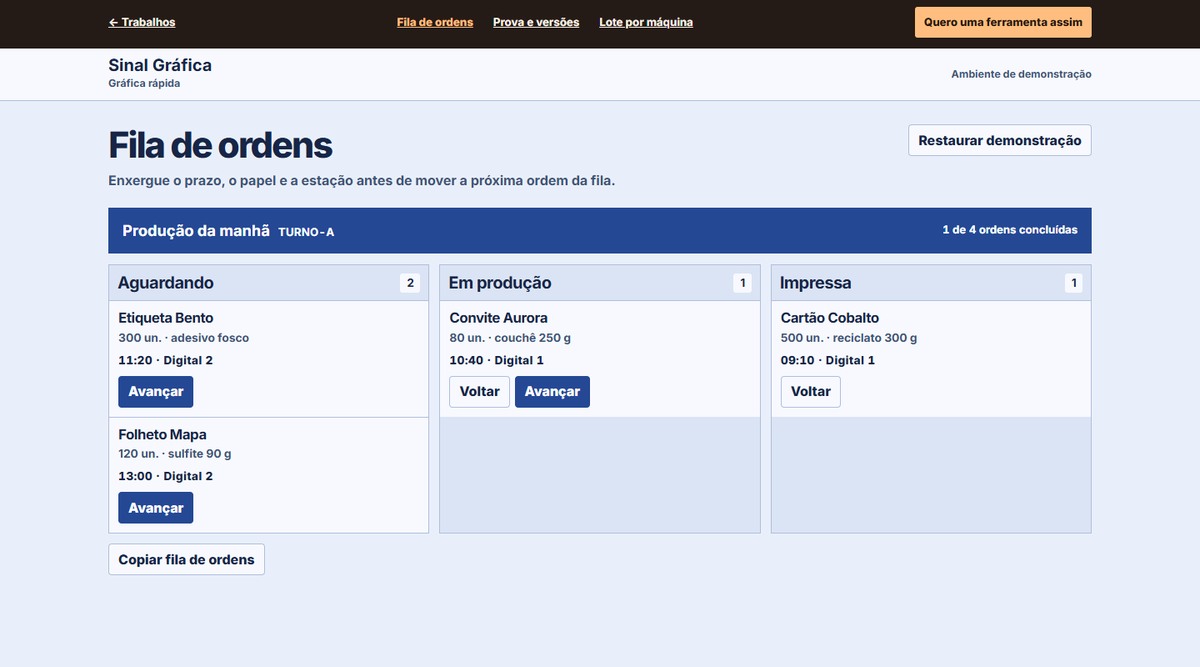 ← Trabalhos
Fila de ordens
Prova e versões
Lote por máquina
Quero uma ferramenta assim
Sinal Gráfica
Gráfica rápida
Ambiente de demonstração
Fila de ordens
Restaurar demonstração
Enxergue o prazo, o papel e a estação antes de mover a próxima ordem da fila.
Produção da manhã TURNO-A
1 de 4 ordens concluídas
Aguardando 2
Etiqueta Bento
300 un. · adesivo fosco
11:20 · Digital 2
Avançar
Folheto Mapa
120 un. · sulfite 90 g
13:00 · Digital 2
Avançar
Em produção 1
Convite Aurora
80 un. · couchê 250 g
10:40 · Digital 1
Voltar Avançar
Impressa 1
Cartão Cobalto
500 un. · reciclato 300 g
09:10 · Digital 1
Voltar
Copiar fila de ordens